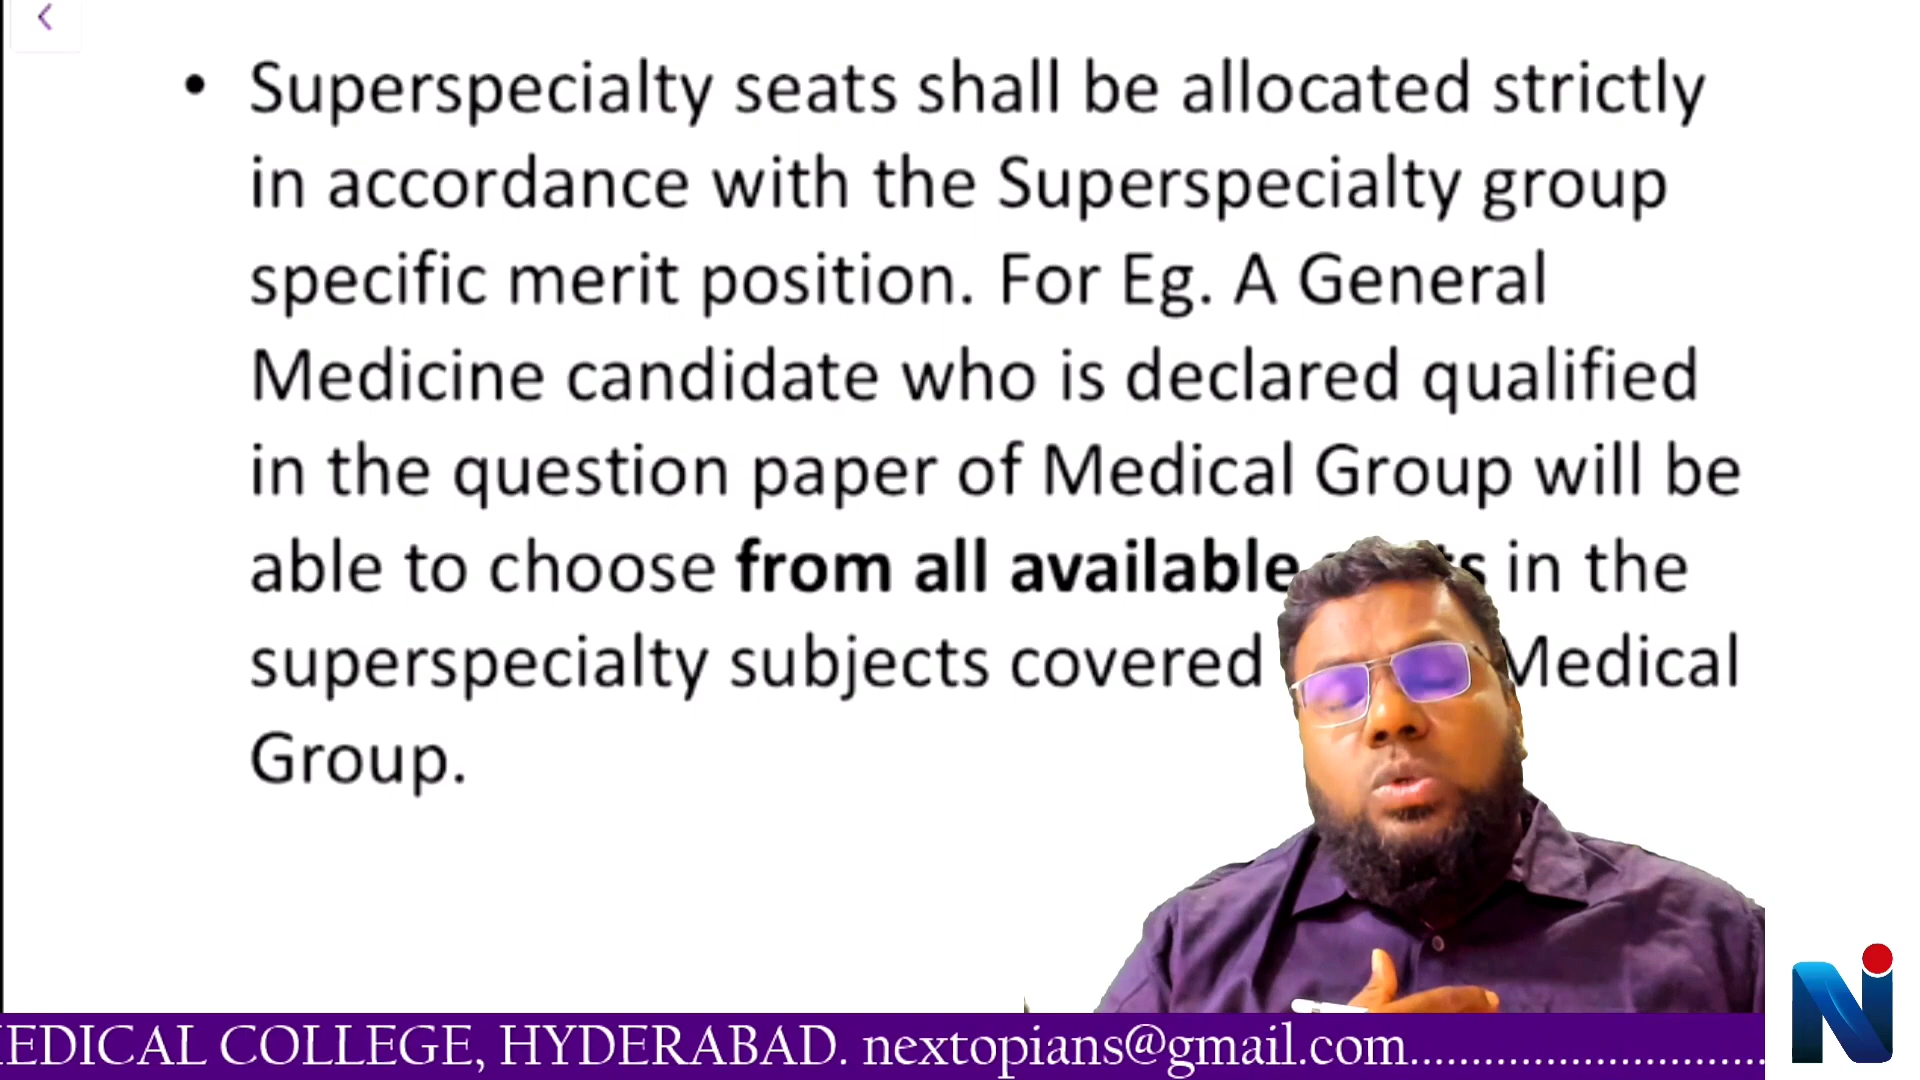 • Superspecialty seats shall be allocated strictly
in accordance with the Superspecialty group
specific merit position. For Eg. A General
Medicine candidate who is declared qualified
in the question paper of Medical Group will be
able to choose from all available in the
superspecialty subjects covered Medical
Group.
MEDICAL COLLEGE, HYDERABAD. nextopians@gmail.com.............................